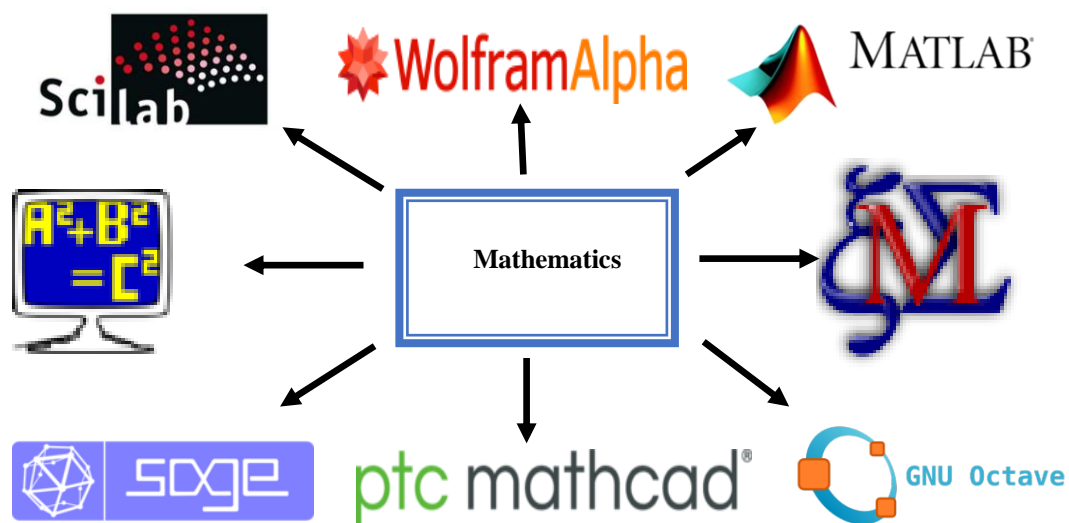 Scilab
WolframAlpha
MATLAB®
A²+B²
=C²
Mathematics
M
sage
ptc mathcad®
GNU Octave